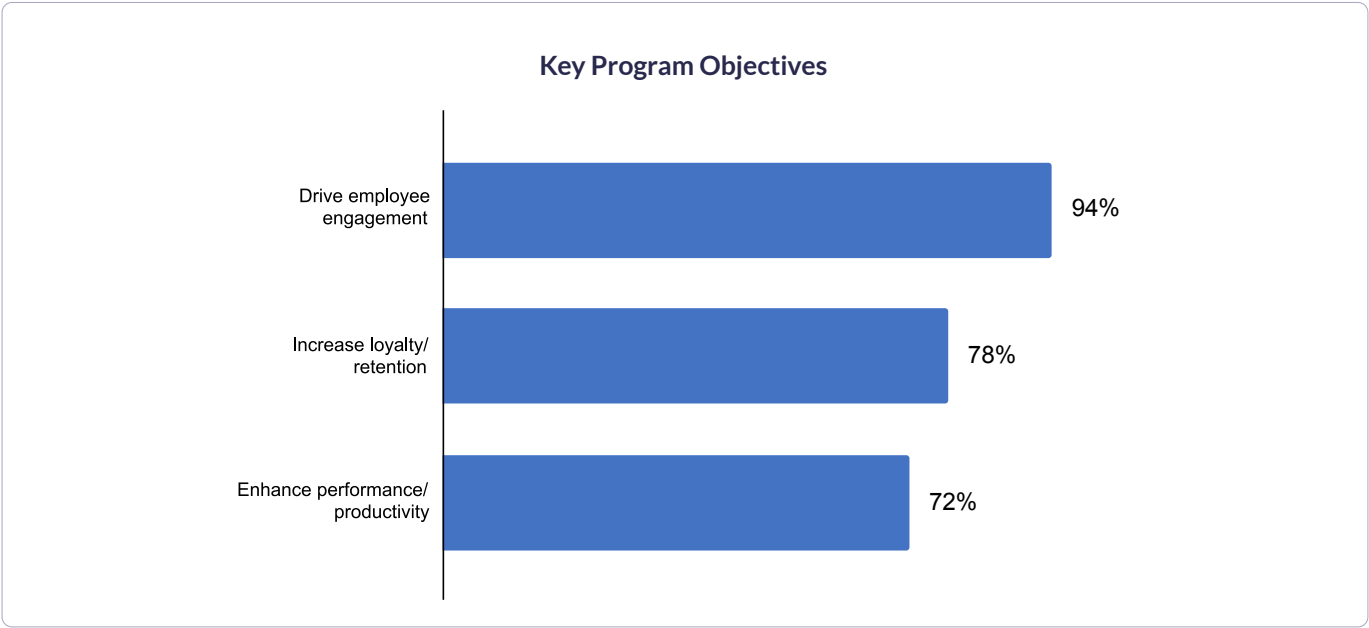 Key Program Objectives
Drive employee
engagement
94%
Increase loyalty/
retention
78%
Enhance performance/
productivity
72%